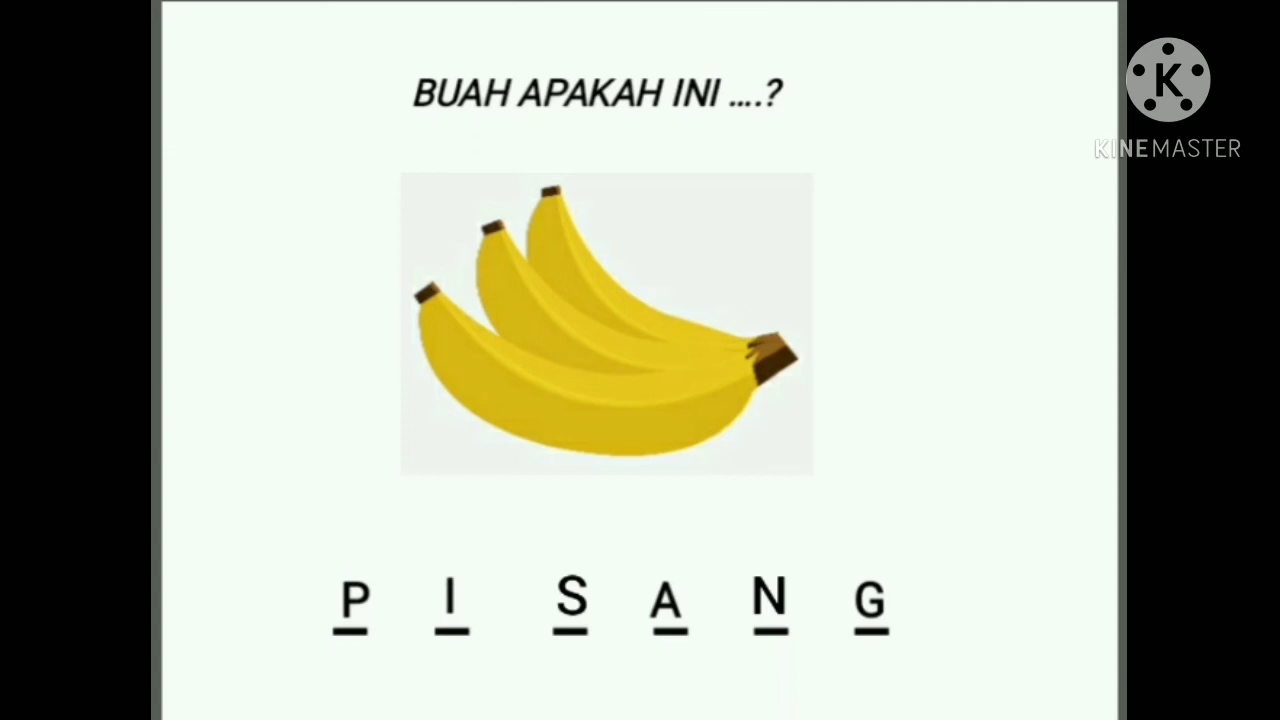 BUAH APAKAH INI ....?
K
KINEMASTER
P I S A N G